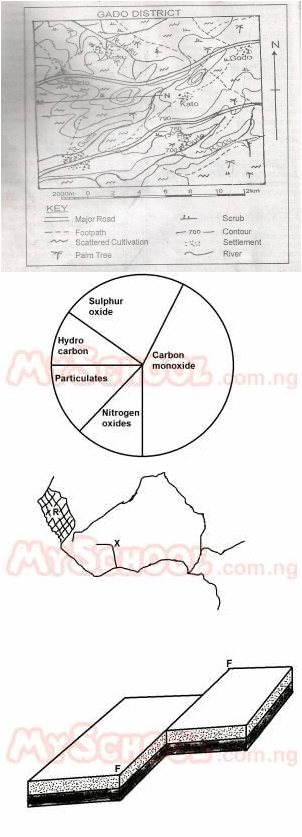 GADO DISTRICT
Gado
N
N
Kato
700
700
700
2000m 0 2 4 6 8 10 12km
KEY
Major Road
Scrub
Footpath
700 Contour
Scattered Cultivation
Settlement
Palm Tree
River
Sulphur
oxide
Hydro
carbon
Carbon
monoxide
MYSCHOOL.com.ng
Particulates
Nitrogen
oxides
R
X
MYSCHOOL.com.ng
F
MYSCHOOL.com.ng
F